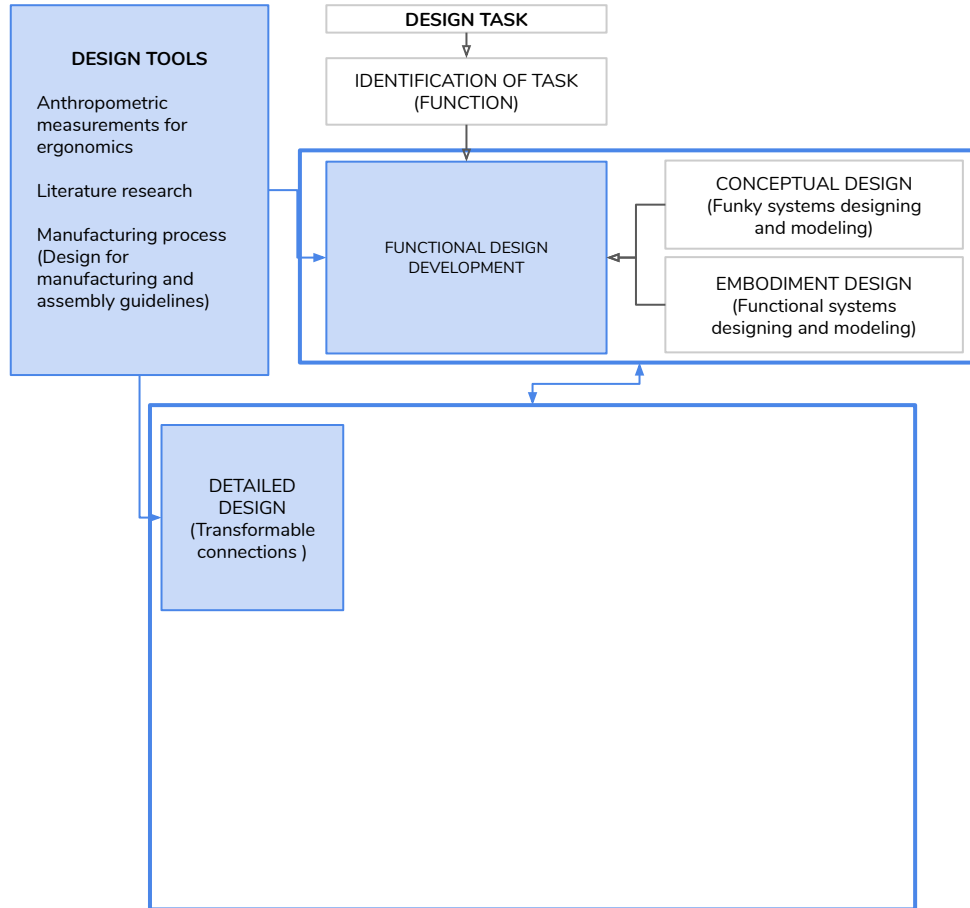 DESIGN TOOLS
Anthropometric
measurements for
ergonomics
Literature research
Manufacturing process
(Design for
manufacturing and
assembly guidelines)
DESIGN TASK
IDENTIFICATION OF TASK
(FUNCTION)
FUNCTIONAL DESIGN
DEVELOPMENT
CONCEPTUAL DESIGN
(Funky systems designing
and modeling)
EMBODIMENT DESIGN
(Functional systems
designing and modeling)
DETAILED
DESIGN
(Transformable
connections )